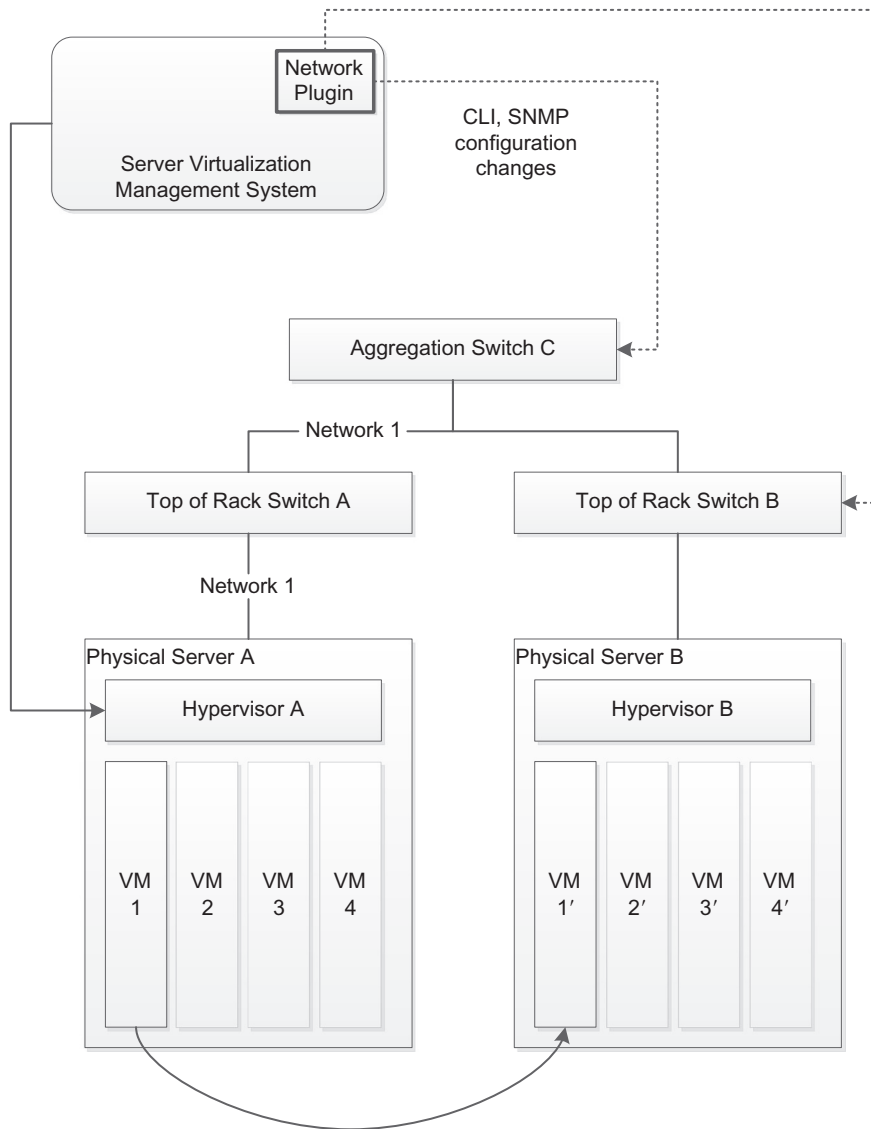 Network
Plugin
CLI, SNMP
configuration
changes
Server Virtualization
Management System
Aggregation Switch C
Network 1
Top of Rack Switch A
Top of Rack Switch B
Network 1
Physical Server A
Physical Server B
Hypervisor A
Hypervisor B
VM
1
VM
2
VM
3
VM
4
VM
1′
VM
2′
VM
3′
VM
4′